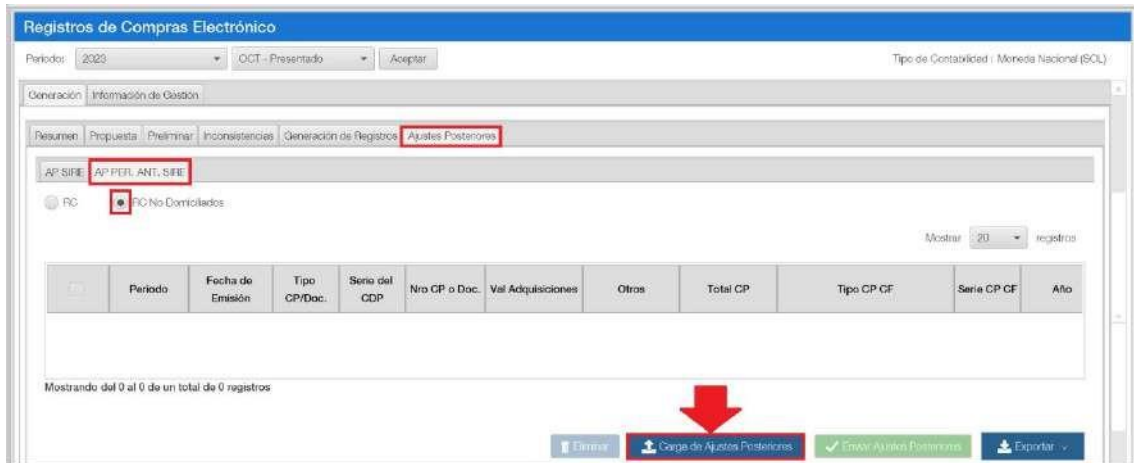 Registros de Compras Electrónico
Periodo: 2023 OCT - Presentado Aceptar Tipo de Contabilidad : Moneda Nacional (SOL)
Generación Información de Gestión
Resumen Propuesta Preliminar Inconsistencias Generación de Registros Ajustes Posteriores
AP SIRE AP PER. ANT. SIRE
RC RC No Domiciliados
Mostrar 20 registros
Periodo Fecha de Emisión Tipo CP/Doc. Serie del CDP Nro CP o Doc. Val Adquisiciones Otros Total CP Tipo CP CF Serie CP CF Año
Mostrando del 0 al 0 de un total de 0 registros
Eliminar Carga de Ajustes Posteriores Enviar Ajustes Posteriores Exportar